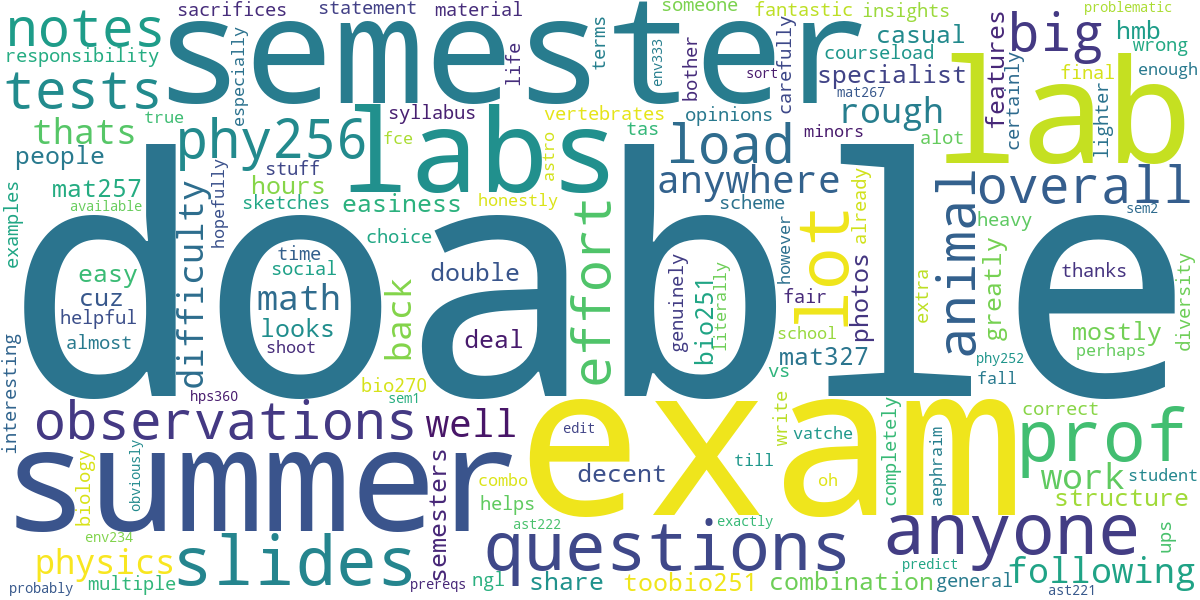 sacrifices statement material someone fantastic insights problematic
notes semester big hmb
responsibility especially life terms env333 bother sort carefully casual courseload features wrong
tests specialist certainly final lighter enough
true syllabus vertebrates mat267 rough
thats phy256 labs fce tas opinions load minors alot lab
people stuff astro anywhere overall
mat257 hours sketches easiness honestly scheme sem2
available difficulty hopefully choice efforts lot already animal heavy
examples doable
easy time social double genuinely bio251 literally however photos extra greatly thanks diversity
cuz math back deal fair mostly
helpful looks school perhaps
almost shoot mat327 phy252
interesting bio270 vs fall
hps360 sem1
observations well exam edit write vatche completely correct prof
summer biology obviously semesters combo decent till oh aephraim work student
helps structure
env234 ast222 exactly anyone ups
physics slides questions predict following
probably multiple prereqs ngl share toobio251 combination general ast221